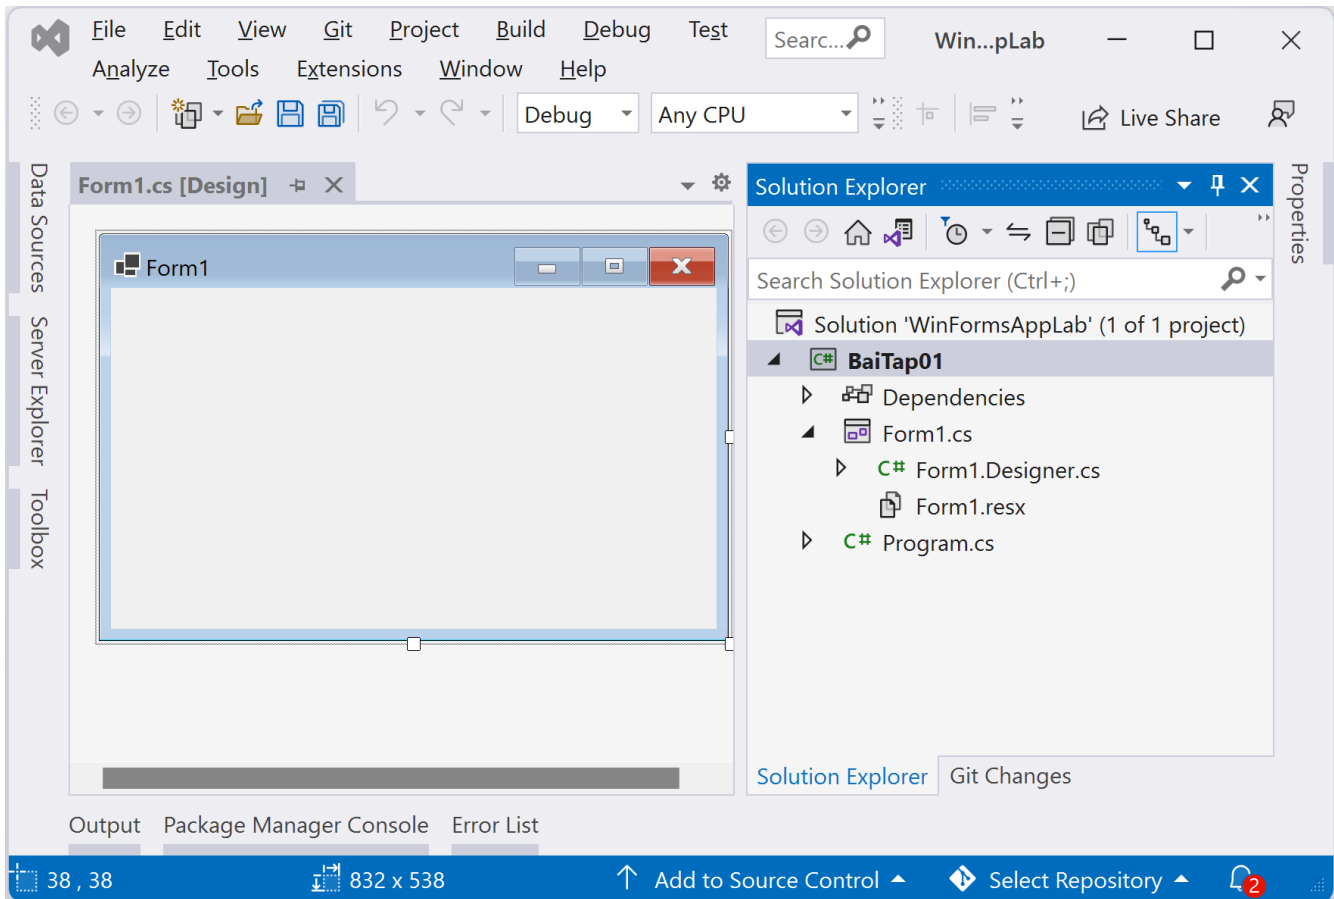 File Edit View Git Project Build Debug Test Searc... Win...pLab
Analyze Tools Extensions Window Help
Debug Any CPU Live Share
Data Sources
Server Explorer
Toolbox
Form1.cs [Design]
Form1
Solution Explorer
Search Solution Explorer (Ctrl+;)
Solution 'WinFormsAppLab' (1 of 1 project)
C# BaiTap01
Dependencies
Form1.cs
C# Form1.Designer.cs
Form1.resx
C# Program.cs
Solution Explorer Git Changes
Properties
Output Package Manager Console Error List
38 , 38 832 x 538 Add to Source Control Select Repository 2